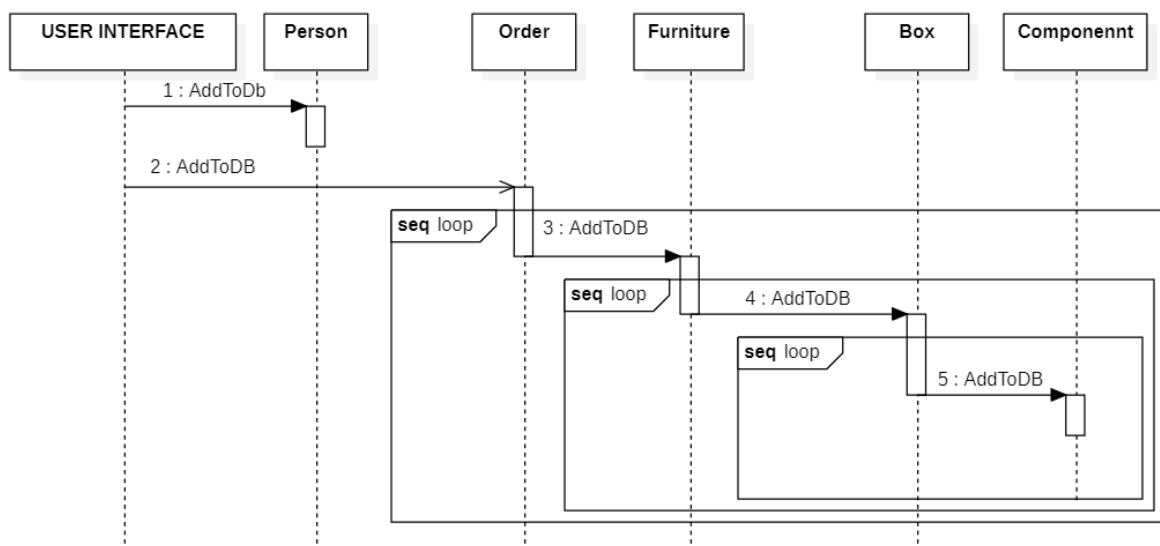 USER INTERFACE
Person
Order
Furniture
Box
Componennt
1 : AddToDb
2 : AddToDB
seq loop
3 : AddToDB
seq loop
4 : AddToDB
seq loop
5 : AddToDB